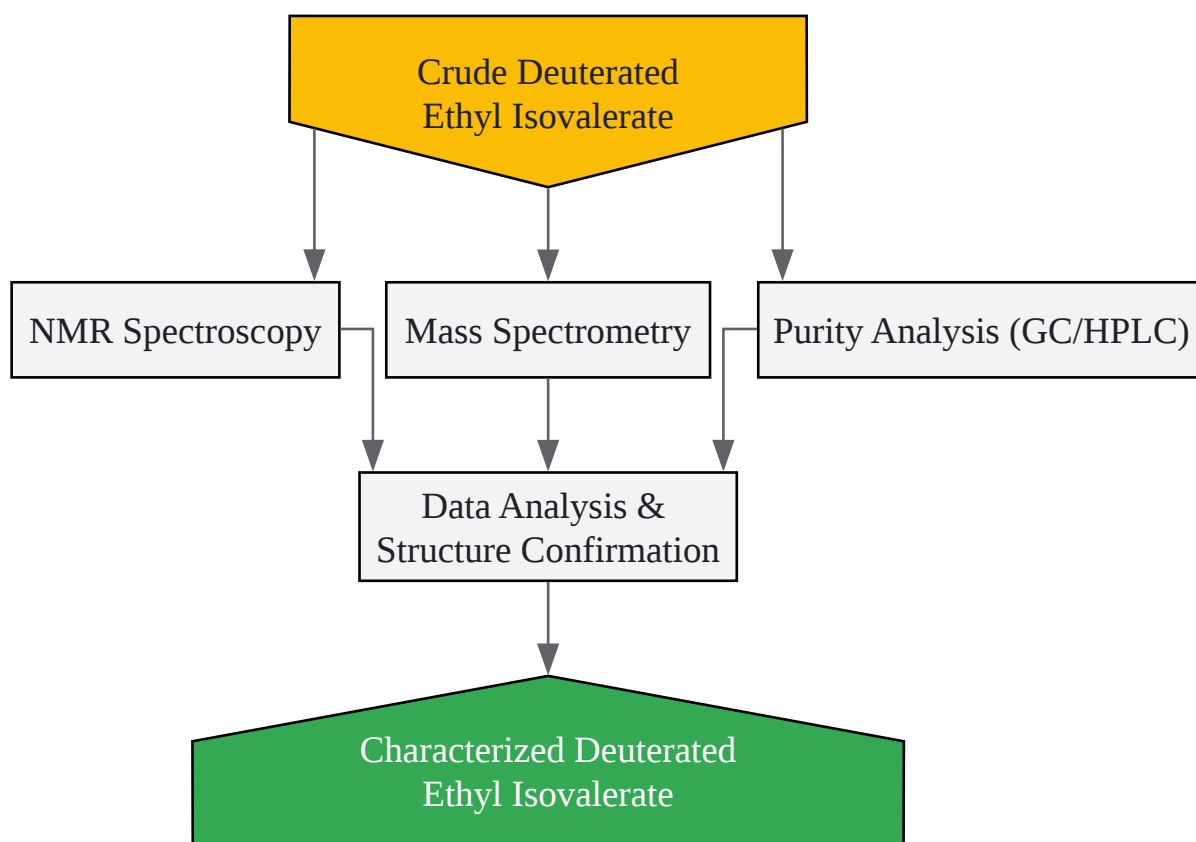 Crude Deuterated
Ethyl Isovalerate
NMR Spectroscopy
Mass Spectrometry
Purity Analysis (GC/HPLC)
Data Analysis &
Structure Confirmation
Characterized Deuterated
Ethyl Isovalerate